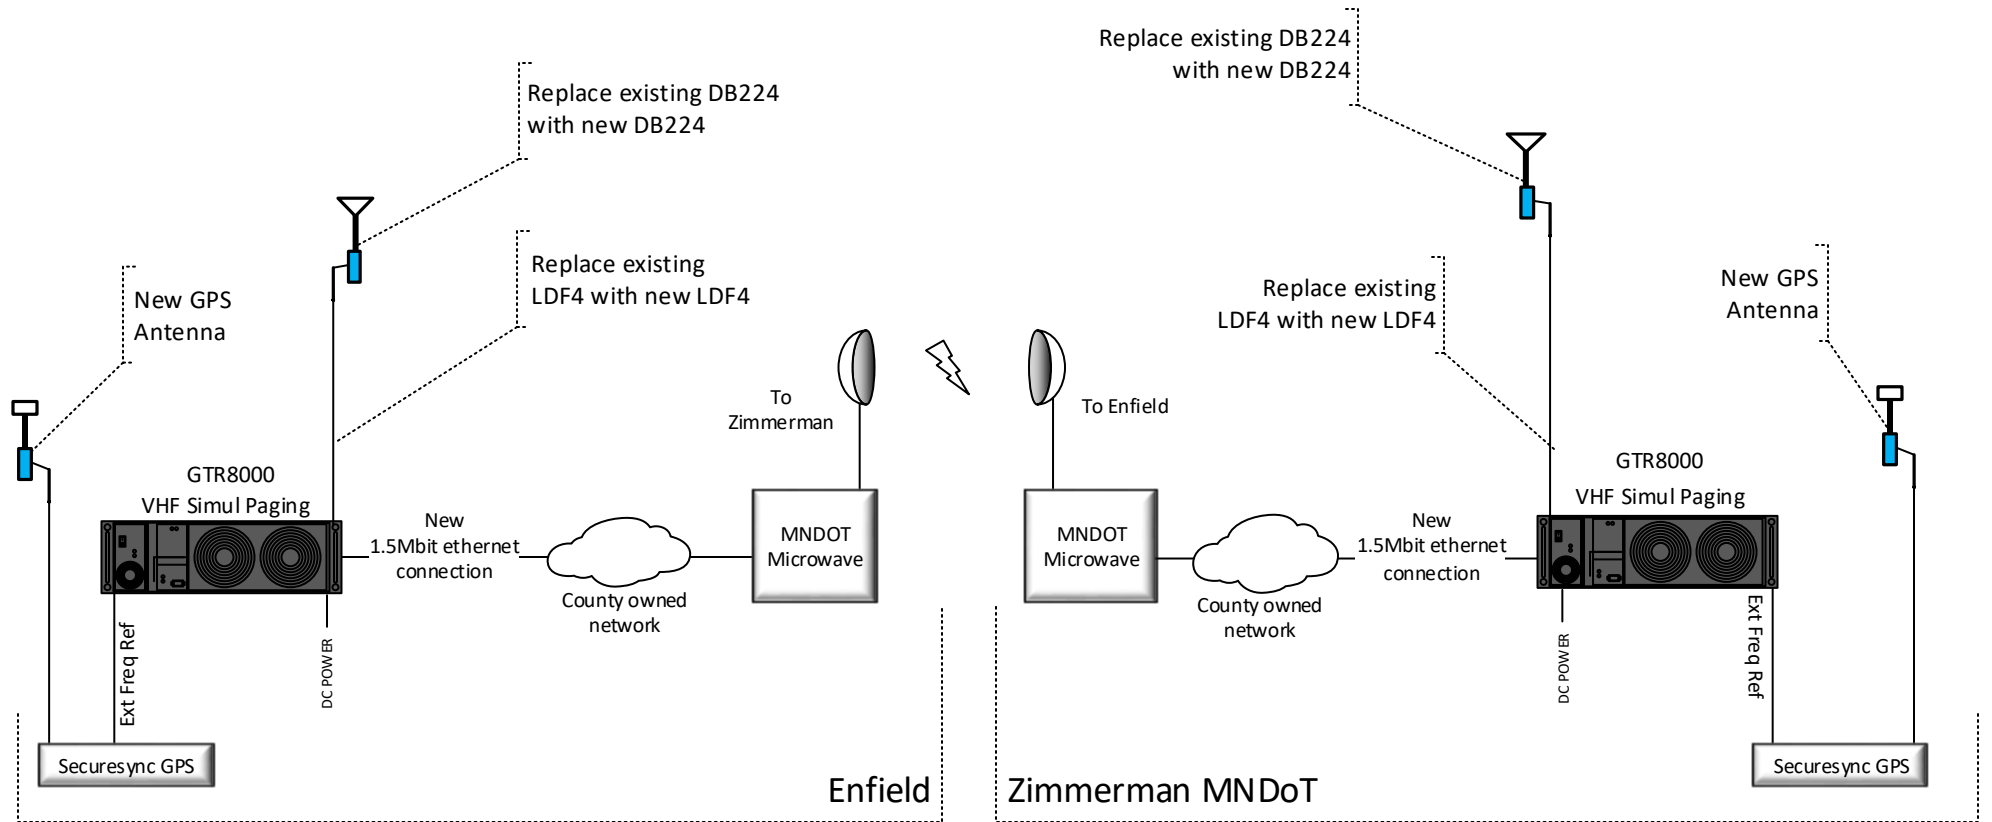 Replace existing DB224
with new DB224
Replace existing
LDF4 with new LDF4
New GPS
Antenna
GTR8000
VHF Simul Paging
New
1.5Mbit ethernet
connection
County owned
network
To
Zimmerman
MNDOT
Microwave
Ext Freq Ref
DC POWER
Securesync GPS
Enfield
Replace existing DB224
with new DB224
Replace existing
LDF4 with new LDF4
New GPS
Antenna
To Enfield
MNDOT
Microwave
County owned
network
New
1.5Mbit ethernet
connection
GTR8000
VHF Simul Paging
DC POWER
Ext Freq Ref
Securesync GPS
Zimmerman MNDoT